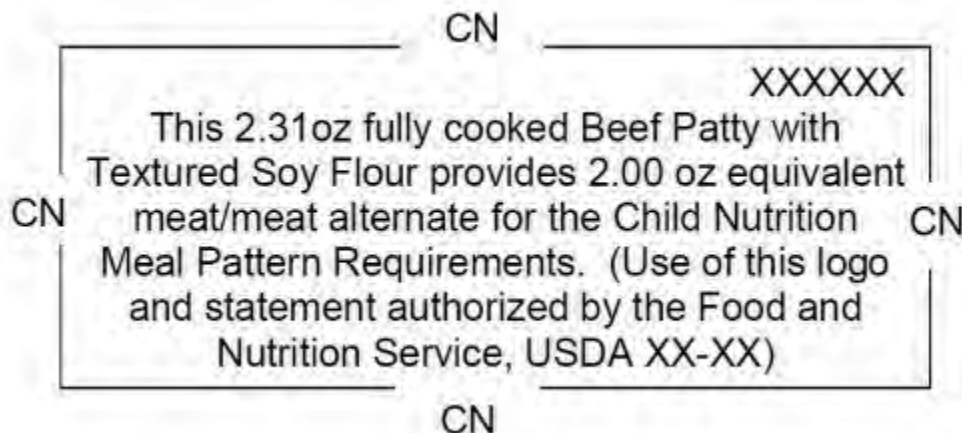 CN
XXXXXX
This 2.31oz fully cooked Beef Patty with
Textured Soy Flour provides 2.00 oz equivalent
CN meat/meat alternate for the Child Nutrition CN
Meal Pattern Requirements. (Use of this logo
and statement authorized by the Food and
Nutrition Service, USDA XX-XX)
CN